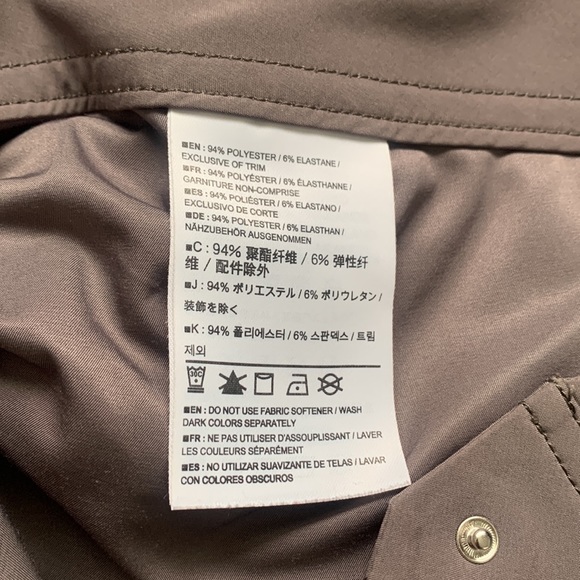 ■EN : 94% POLYESTER / 6% ELASTANE /
EXCLUSIVE OF TRIM
■FR : 94% POLYÉSTER / 6% ÉLASTHANNE /
GARNITURE NON-COMPRISE
■ES : 94% POLIÉSTER / 6% ELASTANO /
EXCLUSIVO DE CORTE
■DE : 94% POLYESTER / 6% ELASTHAN /
NÄHZUBEHÖR AUSGENOMMEN
■C : 94% 聚酯纤维 / 6% 弹性纤
维 / 配件除外
■J : 94% ポリエステル / 6% ポリウレタン /
装飾を除く
■K : 94% 폴리에스터 / 6% 스판덱스 / 트림
제외
30C
■EN : DO NOT USE FABRIC SOFTENER / WASH
DARK COLORS SEPARATELY
■FR : NE PAS UTILISER D'ASSOUPLISSANT / LAVER
LES COULEURS SÉPARÉMENT
■ES : NO UTILIZAR SUAVIZANTE DE TELAS / LAVAR
CON COLORES OBSCUROS